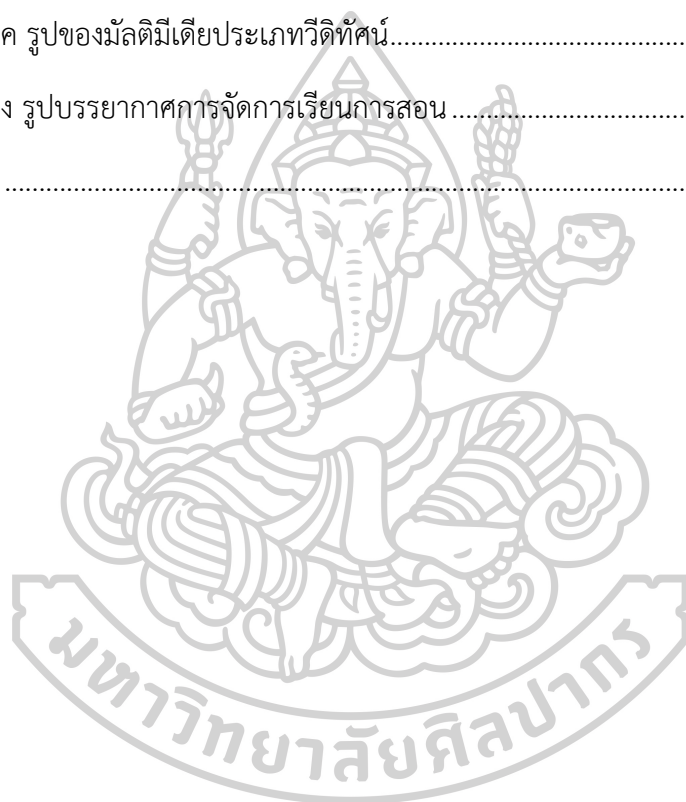 ค รูปของมัลติมีเดียประเภทวีดิทัศน์............................................
ง รูปบรรยากาศการจัดการเรียนการสอน ...................................
....................................................................................................
มหาวิทยาลัยศิลปากร